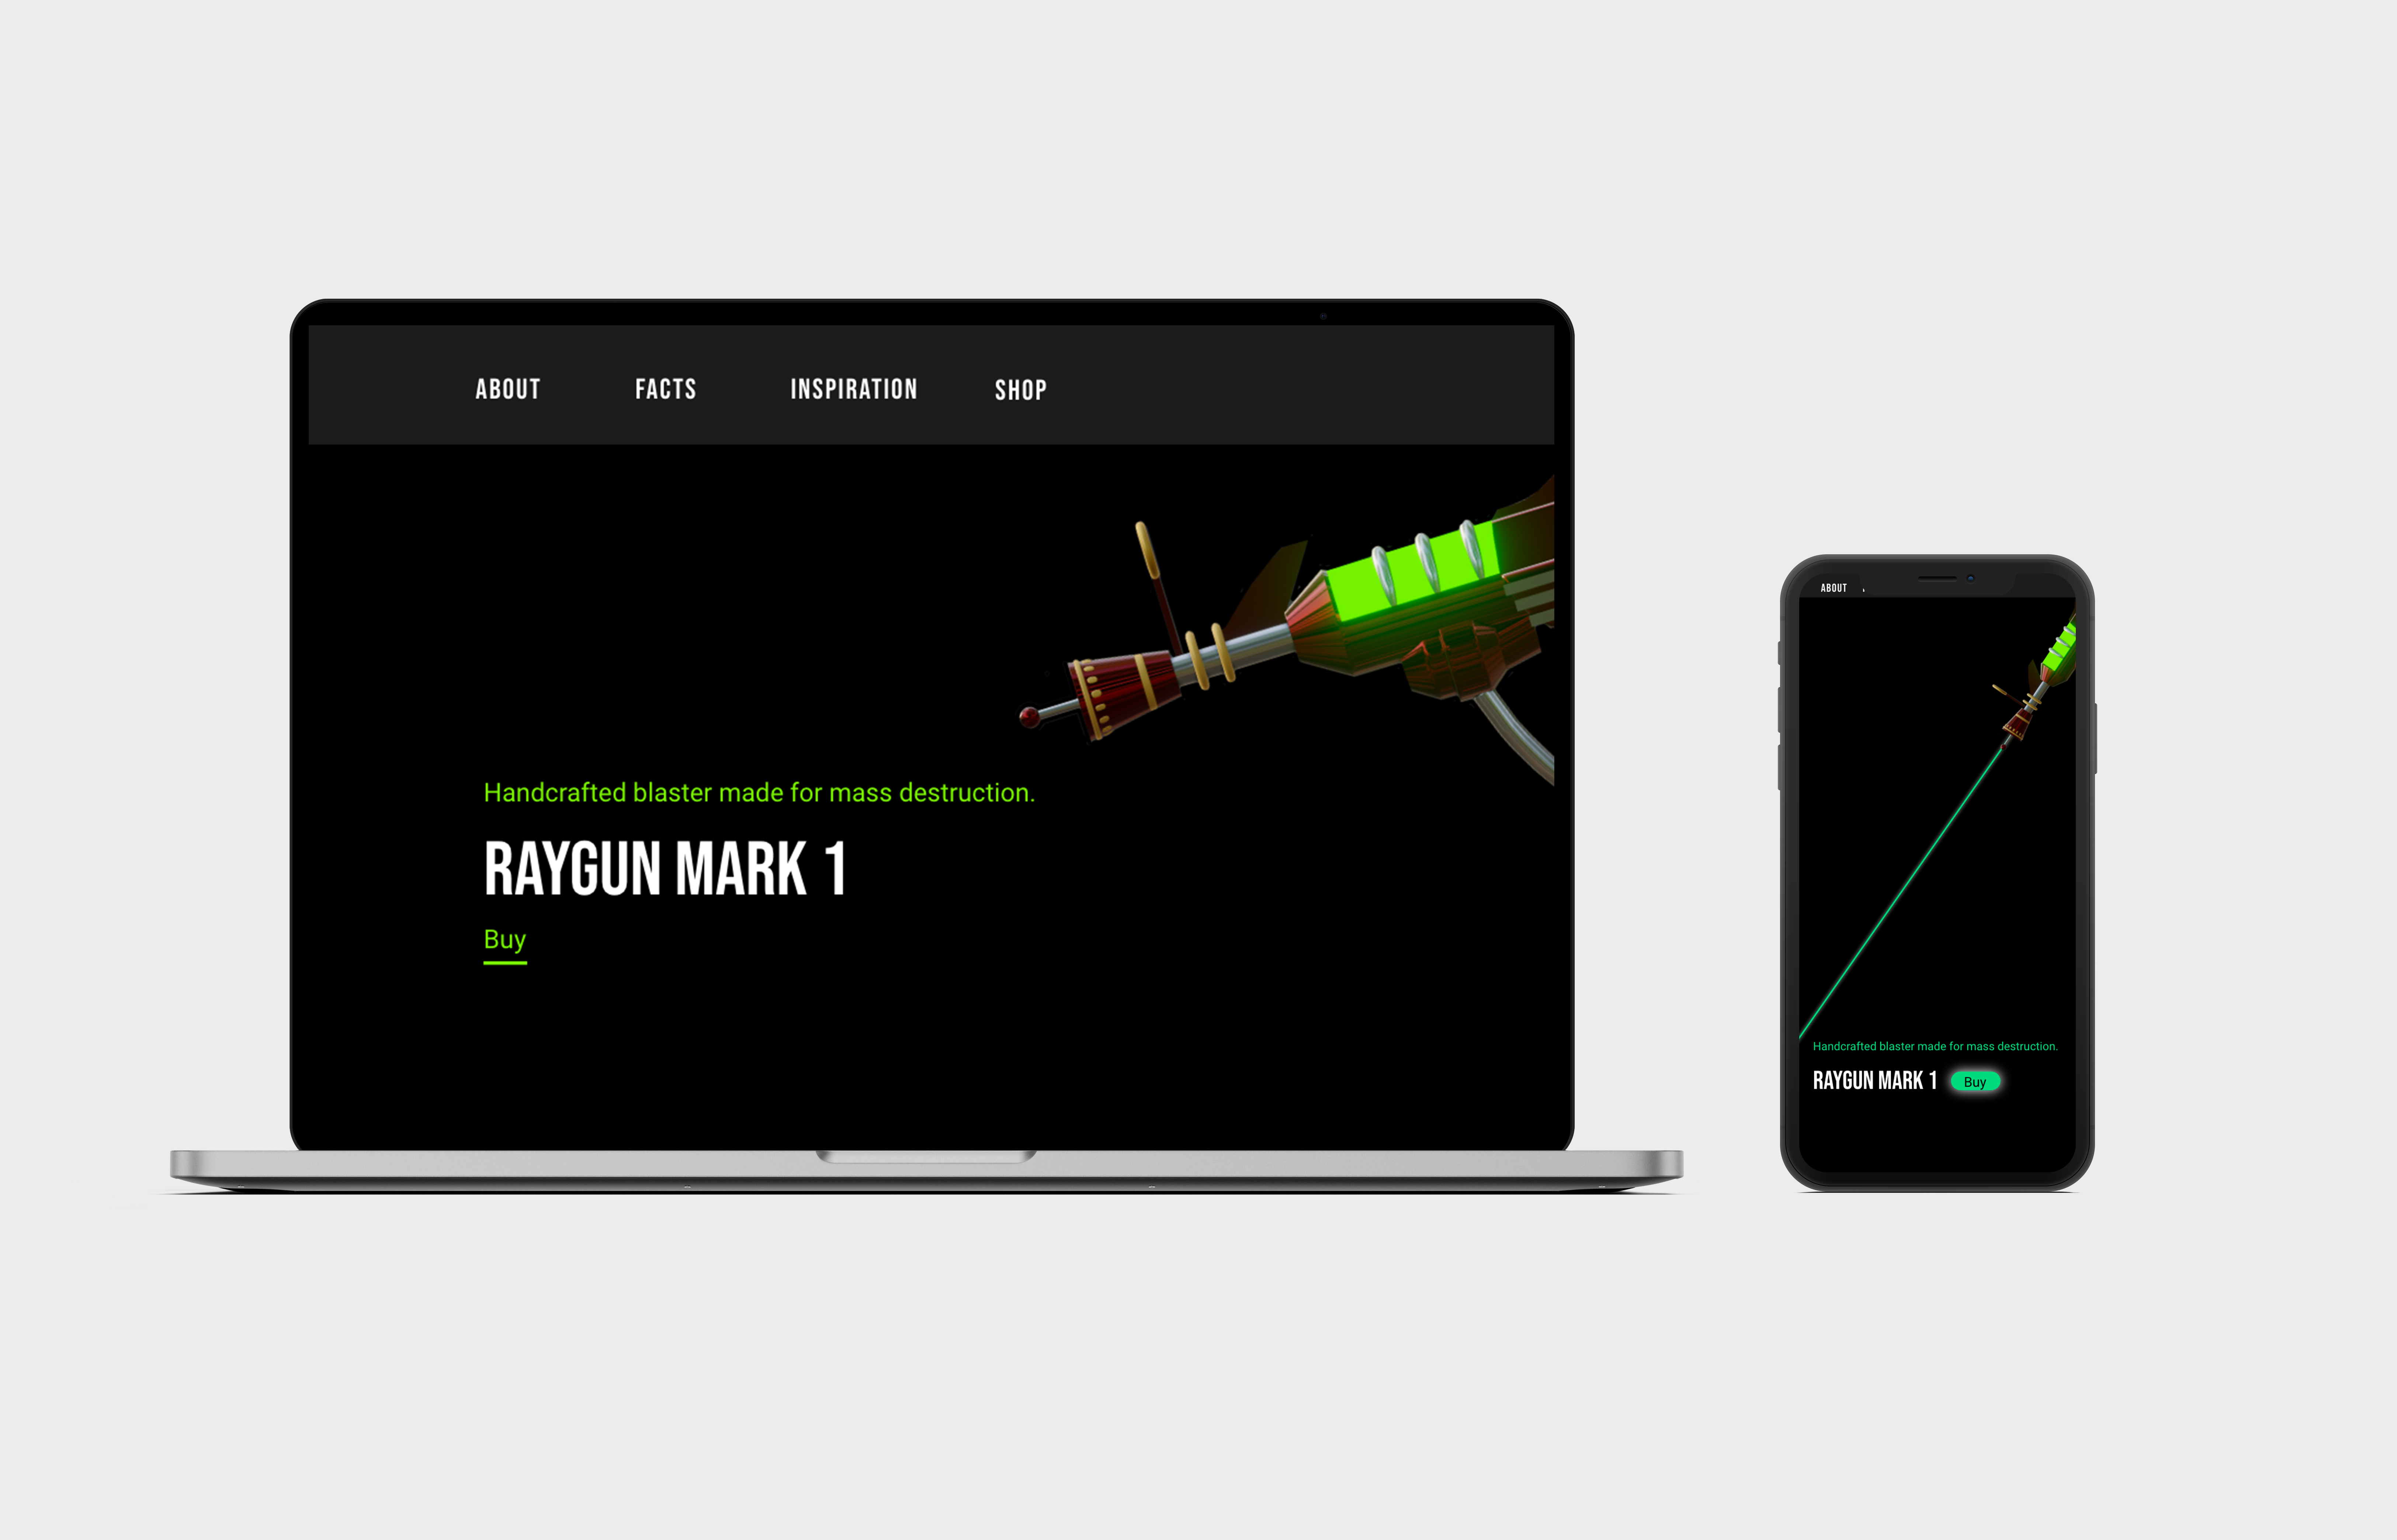 ABOUT FACTS INSPIRATION SHOP
Handcrafted blaster made for mass destruction.
RAYGUN MARK 1
Buy
ABOUT
Handcrafted blaster made for mass destruction.
RAYGUN MARK 1 Buy